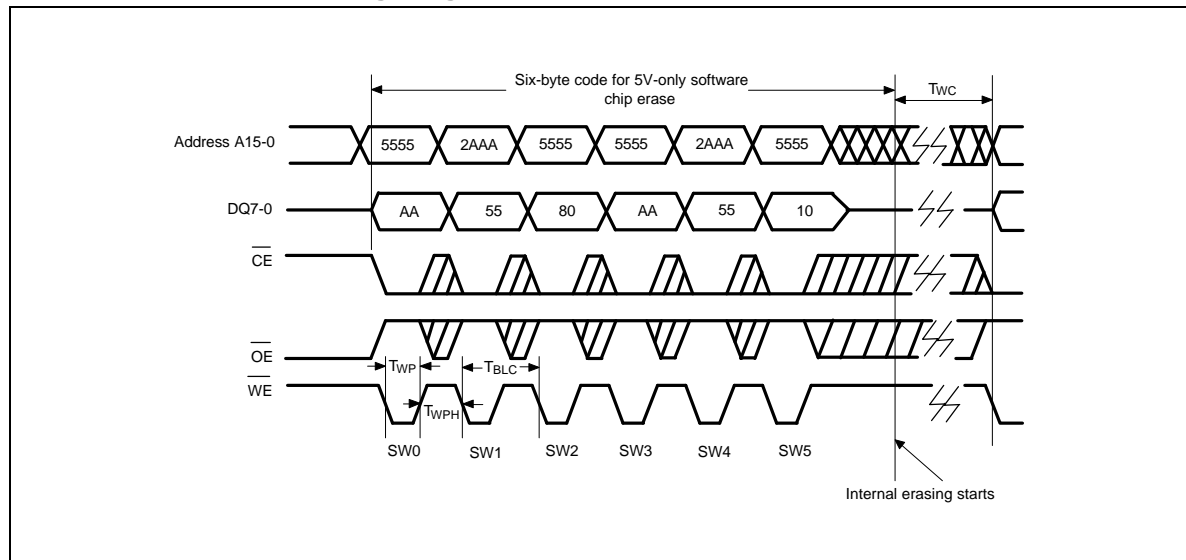 Six-byte code for 5V-only software
chip erase
TWC
Address A15-0
5555
2AAA
5555
5555
2AAA
5555
DQ7-0
AA
55
80
AA
55
10
CE
OE
TWP
TBLC
WE
TWPH
SW0
SW1
SW2
SW3
SW4
SW5
Internal erasing starts